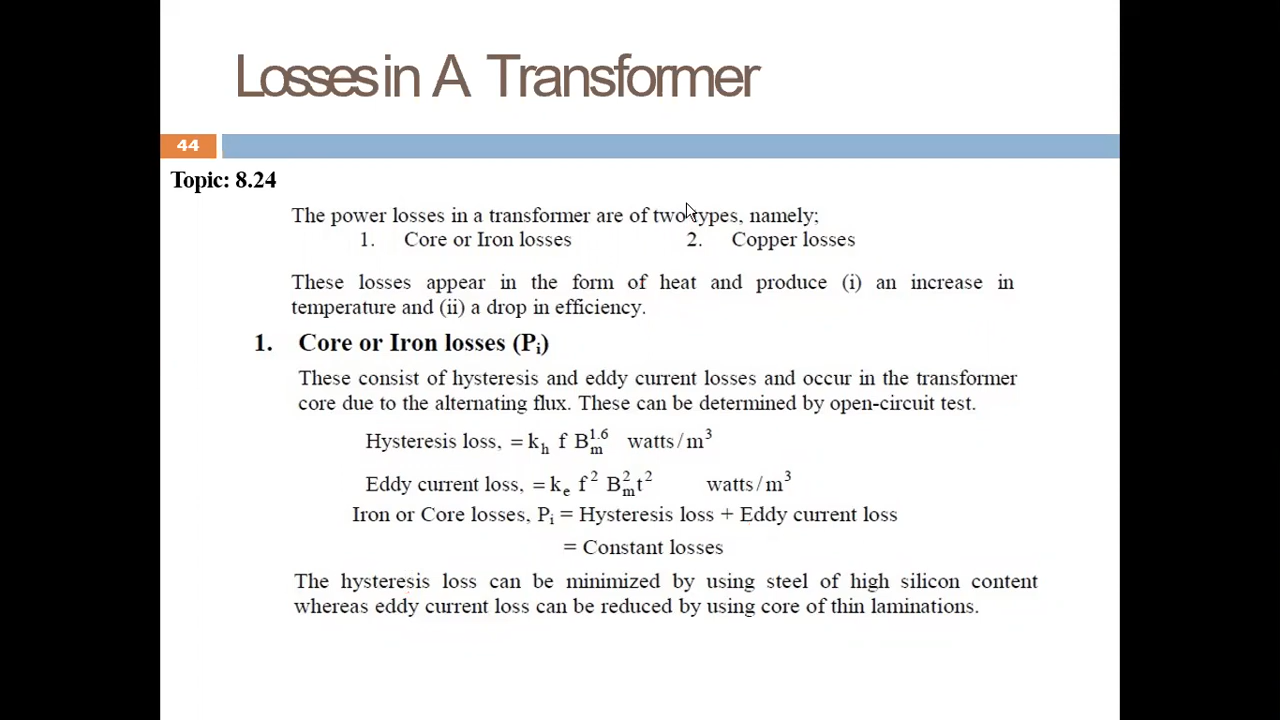 Losses in A Transformer
44
Topic: 8.24
The power losses in a transformer are of two types, namely;
1. Core or Iron losses 2. Copper losses
These losses appear in the form of heat and produce (i) an increase in
temperature and (ii) a drop in efficiency.
1. Core or Iron losses (Pᵢ)
These consist of hysteresis and eddy current losses and occur in the transformer
core due to the alternating flux. These can be determined by open-circuit test.
Hysteresis loss, = k_h f B_m^1.6 watts/m³
Eddy current loss, = k_e f² B_m² t² watts/m³
Iron or Core losses, Pᵢ = Hysteresis loss + Eddy current loss
= Constant losses
The hysteresis loss can be minimized by using steel of high silicon content
whereas eddy current loss can be reduced by using core of thin laminations.